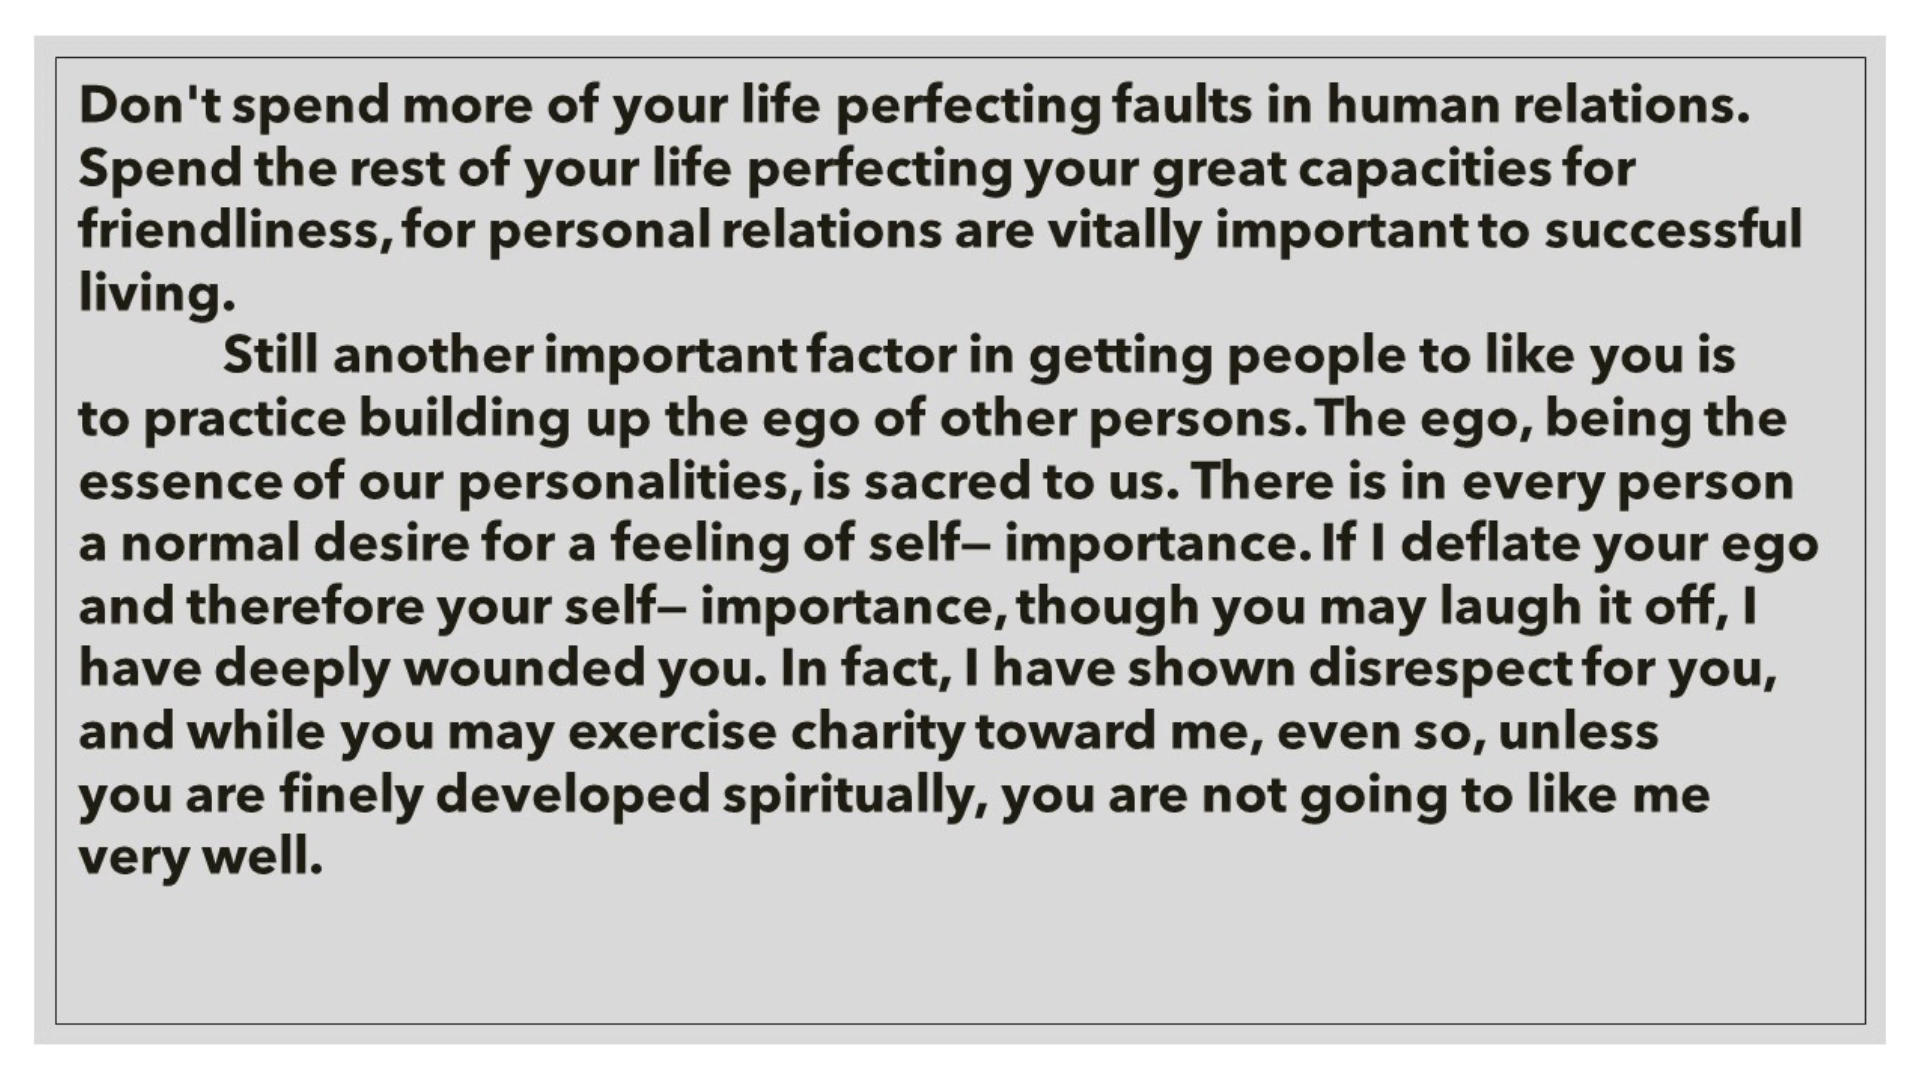 Don't spend more of your life perfecting faults in human relations.
Spend the rest of your life perfecting your great capacities for
friendliness, for personal relations are vitally important to successful
living.
Still another important factor in getting people to like you is
to practice building up the ego of other persons. The ego, being the
essence of our personalities, is sacred to us. There is in every person
a normal desire for a feeling of self– importance. If I deflate your ego
and therefore your self– importance, though you may laugh it off, I
have deeply wounded you. In fact, I have shown disrespect for you,
and while you may exercise charity toward me, even so, unless
you are finely developed spiritually, you are not going to like me
very well.